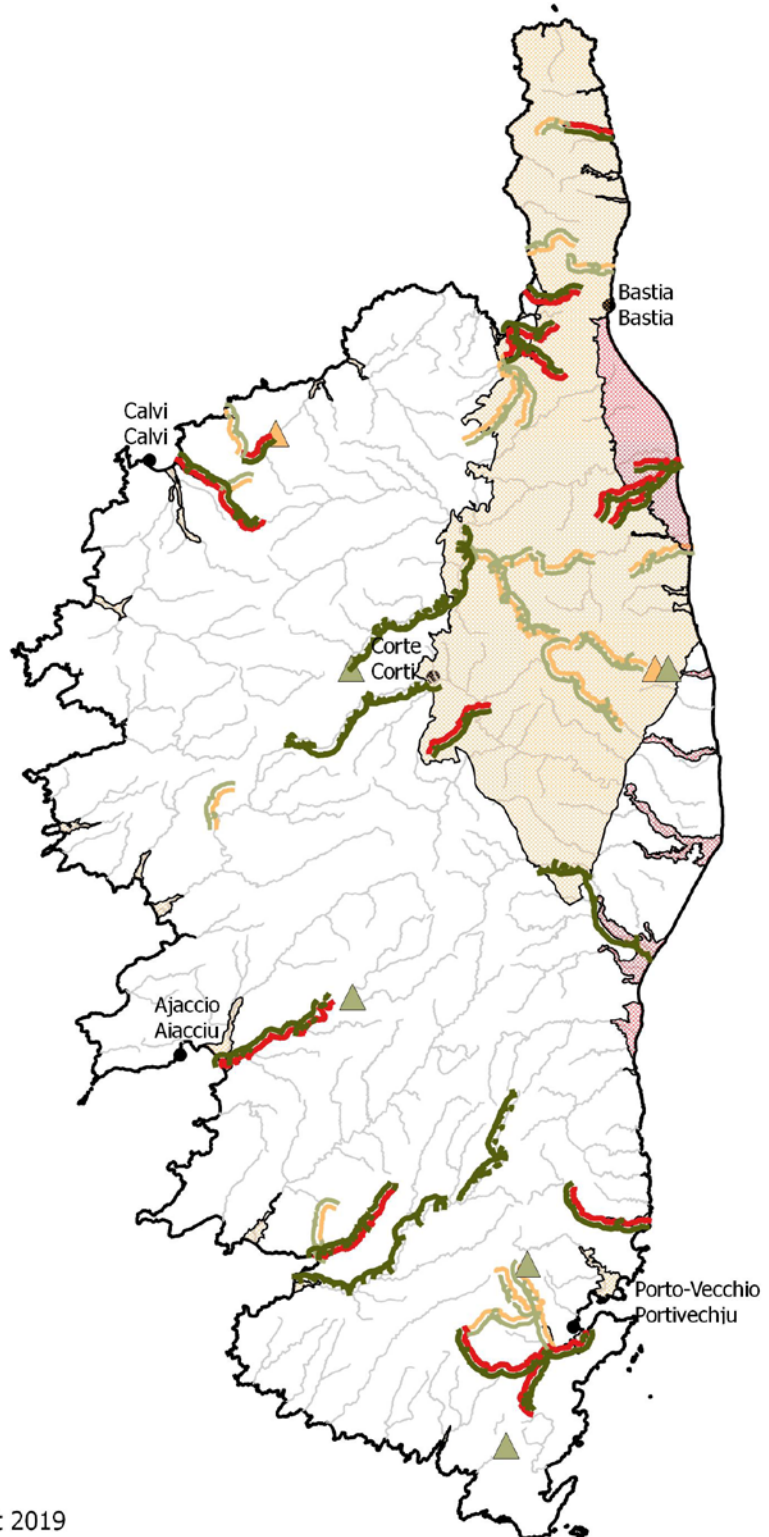 Bastia
Bastia
Calvi
Calvi
Corte
Corti
Ajaccio
Aiacciu
Porto-Vecchio
Portivechju
: 2019